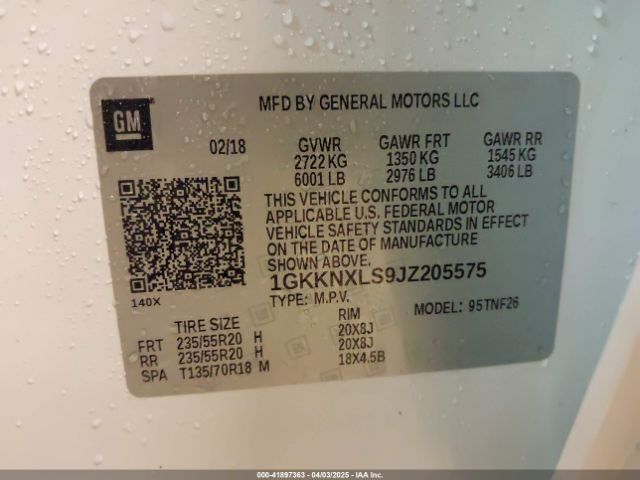 GM
MFD BY GENERAL MOTORS LLC
02/18 GVWR GAWR FRT GAWR RR
2722 KG 1350 KG 1545 KG
6001 LB 2976 LB 3406 LB
THIS VEHICLE CONFORMS TO ALL
APPLICABLE U.S. FEDERAL MOTOR
VEHICLE SAFETY STANDARDS IN EFFECT
ON THE DATE OF MANUFACTURE
SHOWN ABOVE.
1GKKNXLS9JZ205575
140X
TYPE: M.P.V. MODEL: 95TNF26
TIRE SIZE RIM
FRT 235/55R20 H 20X8J
RR 235/55R20 H 20X8J
SPA T135/70R18 M 18X4.5B
000-41897363 - 04/03/2025 - IAA Inc.